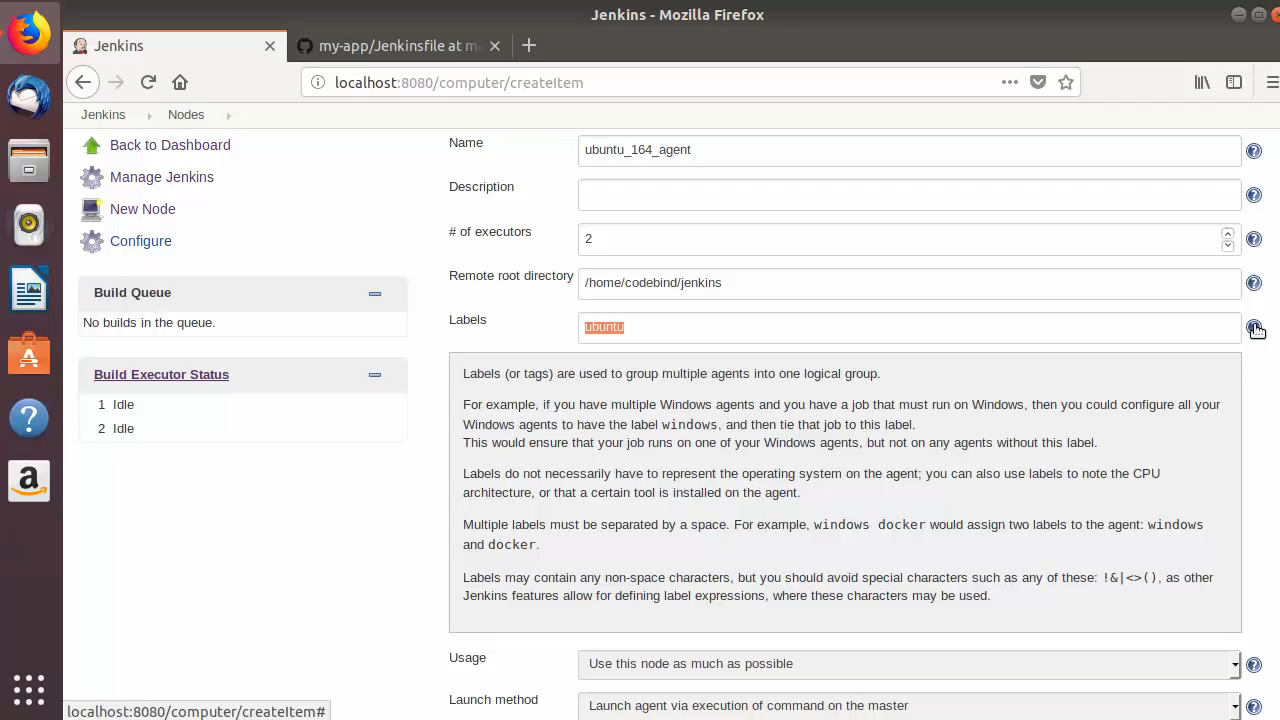 Jenkins - Mozilla Firefox
Jenkins
my-app/Jenkinsfile at m
localhost:8080/computer/createItem
Jenkins
Nodes
Back to Dashboard
Manage Jenkins
New Node
Configure
Build Queue
No builds in the queue.
Build Executor Status
1 Idle
2 Idle
Name
ubuntu_164_agent
Description
# of executors
2
Remote root directory
/home/codebind/jenkins
Labels
ubuntu
Labels (or tags) are used to group multiple agents into one logical group.
For example, if you have multiple Windows agents and you have a job that must run on Windows, then you could configure all your
Windows agents to have the label windows, and then tie that job to this label.
This would ensure that your job runs on one of your Windows agents, but not on any agents without this label.
Labels do not necessarily have to represent the operating system on the agent; you can also use labels to note the CPU
architecture, or that a certain tool is installed on the agent.
Multiple labels must be separated by a space. For example, windows docker would assign two labels to the agent: windows
and docker.
Labels may contain any non-space characters, but you should avoid special characters such as any of these: !&|<>(), as other
Jenkins features allow for defining label expressions, where these characters may be used.
Usage
Use this node as much as possible
Launch method
Launch agent via execution of command on the master
localhost:8080/computer/createItem#